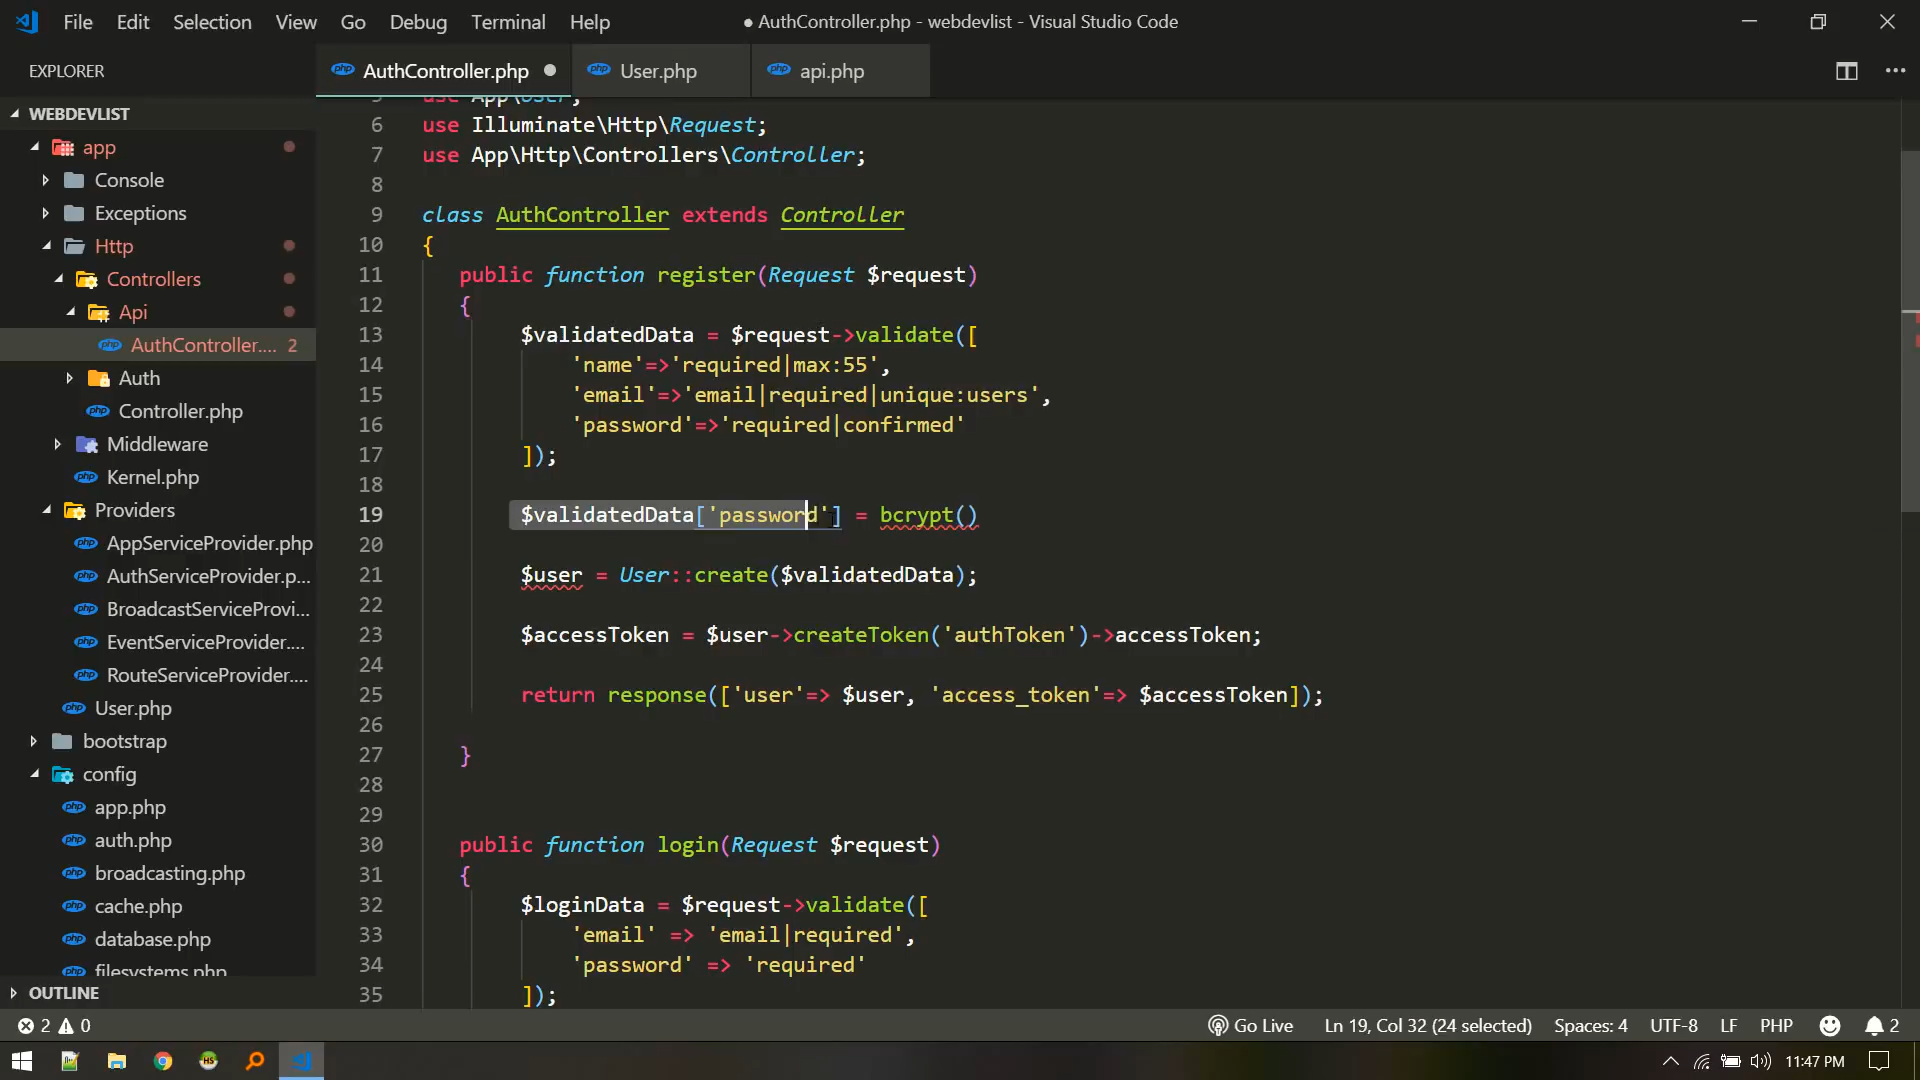 File Edit Selection View Go Debug Terminal Help
● AuthController.php - webdevlist - Visual Studio Code
EXPLORER
AuthController.php
User.php
api.php
WEBDEVLIST
app
Console
Exceptions
Http
Controllers
Api
AuthController.... 2
Auth
Controller.php
Middleware
Kernel.php
Providers
AppServiceProvider.php
AuthServiceProvider.p...
BroadcastServiceProvi...
EventServiceProvider....
RouteServiceProvider....
User.php
bootstrap
config
app.php
auth.php
broadcasting.php
cache.php
database.php
filesystems.php
OUTLINE
5 use App\User;
6 use Illuminate\Http\Request;
7 use App\Http\Controllers\Controller;
8
9 class AuthController extends Controller
10 {
11 public function register(Request $request)
12 {
13 $validatedData = $request->validate([
14 'name'=>'required|max:55',
15 'email'=>'email|required|unique:users',
16 'password'=>'required|confirmed'
17 ]);
18
19 $validatedData['password'] = bcrypt()
20
21 $user = User::create($validatedData);
22
23 $accessToken = $user->createToken('authToken')->accessToken;
24
25 return response(['user'=> $user, 'access_token'=> $accessToken]);
26
27 }
28
29
30 public function login(Request $request)
31 {
32 $loginData = $request->validate([
33 'email' => 'email|required',
34 'password' => 'required'
35 ]);
2 0
Go Live Ln 19, Col 32 (24 selected) Spaces: 4 UTF-8 LF PHP 2
11:47 PM